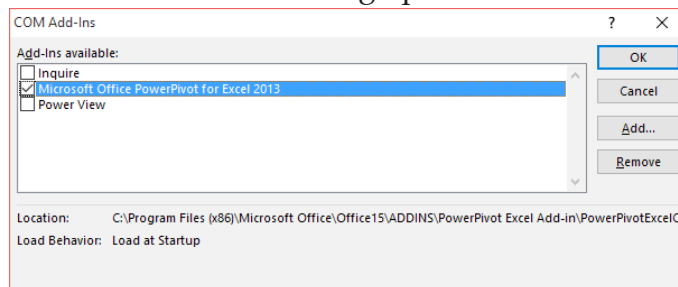 COM Add-Ins ? ×
Add-Ins available:
Inquire
Microsoft Office PowerPivot for Excel 2013
Power View
OK
Cancel
Add...
Remove
Location: C:\Program Files (x86)\Microsoft Office\Office15\ADDINS\PowerPivot Excel Add-in\PowerPivotExcelC
Load Behavior: Load at Startup